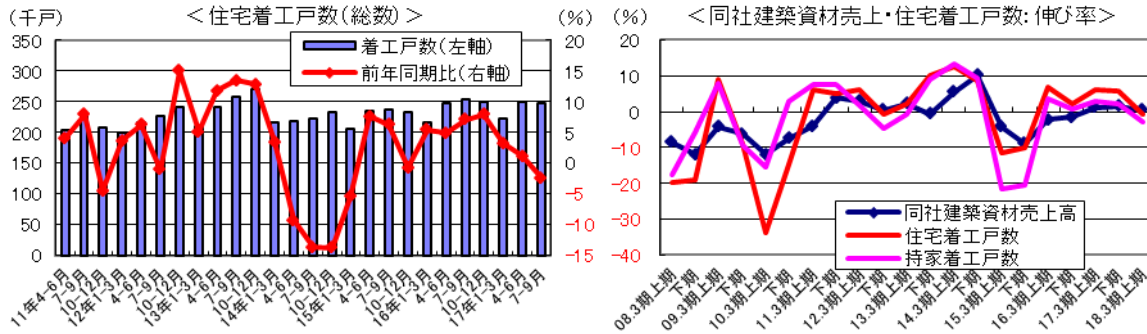 (千戸)
＜住宅着工戸数(総数)＞
(%)
350
300
250
200
150
100
50
0
着工戸数(左軸)
前年同期比(右軸)
20
15
10
5
0
-5
-10
-15
11年4-6月
7-9月
10-12月
12年1-3月
4-6月
7-9月
10-12月
13年1-3月
4-6月
7-9月
10-12月
14年1-3月
4-6月
7-9月
10-12月
15年1-3月
4-6月
7-9月
10-12月
16年1-3月
4-6月
7-9月
10-12月
17年1-3月
4-6月
7-9月
(%)
＜同社建築資材売上・住宅着工戸数: 伸び率＞
20
10
0
-10
-20
-30
-40
同社建築資材売上高
住宅着工戸数
持家着工戸数
08.3期上期
下期
09.3期上期
下期
10.3期上期
下期
11.3期上期
下期
12.3期上期
下期
13.3期上期
下期
14.3期上期
下期
15.3期上期
下期
16.3期上期
下期
17.3期上期
下期
18.3期上期